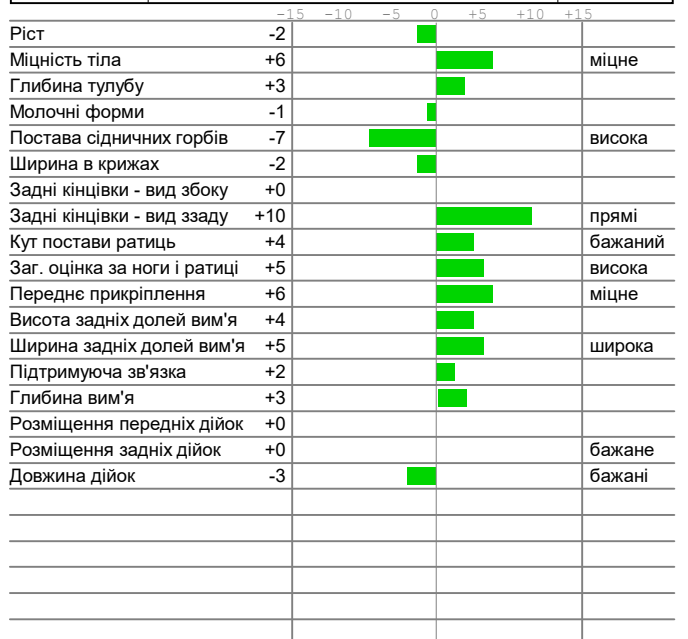 -15 -10 -5 0 +5 +10 +15
Ріст -2
Міцність тіла +6 міцне
Глибина тулубу +3
Молочні форми -1
Постава сідничних горбів -7 висока
Ширина в крижах -2
Задні кінцівки - вид збоку +0
Задні кінцівки - вид ззаду +10 прямі
Кут постави ратиць +4 бажаний
Заг. оцінка за ноги і ратиці +5 висока
Переднє прикріплення +6 міцне
Висота задніх долей вим'я +4
Ширина задніх долей вим'я +5 широка
Підтримуюча зв'язка +2
Глибина вим'я +3
Розміщення передніх дійок +0
Розміщення задніх дійок +0 бажане
Довжина дійок -3 бажані